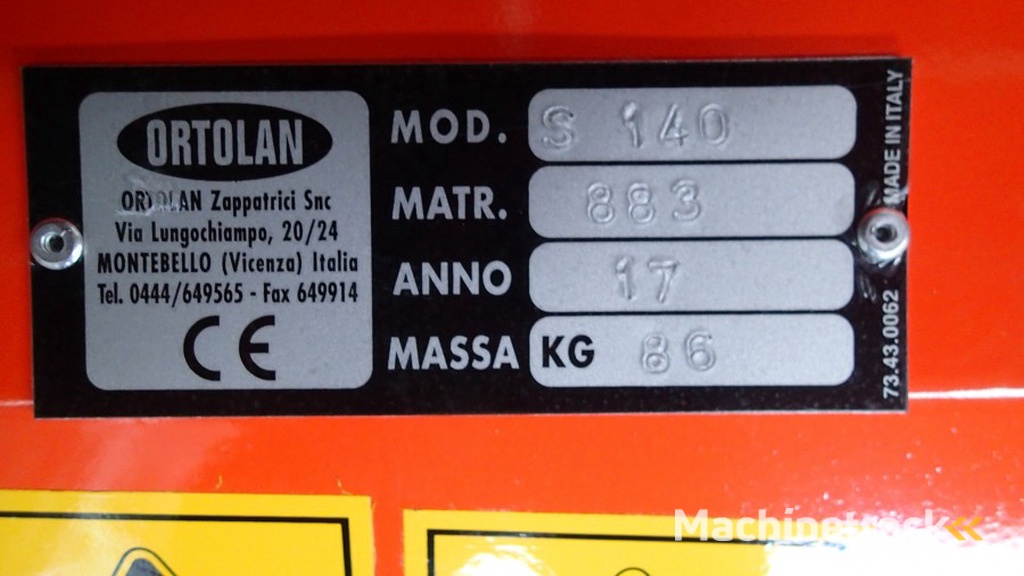 ORTOLAN
ORTOLAN Zappatrici Snc
Via Lungochiampo, 20/24
MONTEBELLO (Vicenza) Italia
Tel. 0444/649565 - Fax 649914
CE
MOD. S 140
MATR. 883
ANNO 17
MASSA KG 86
MADE IN ITALY
73.43.0062
Machinetrack